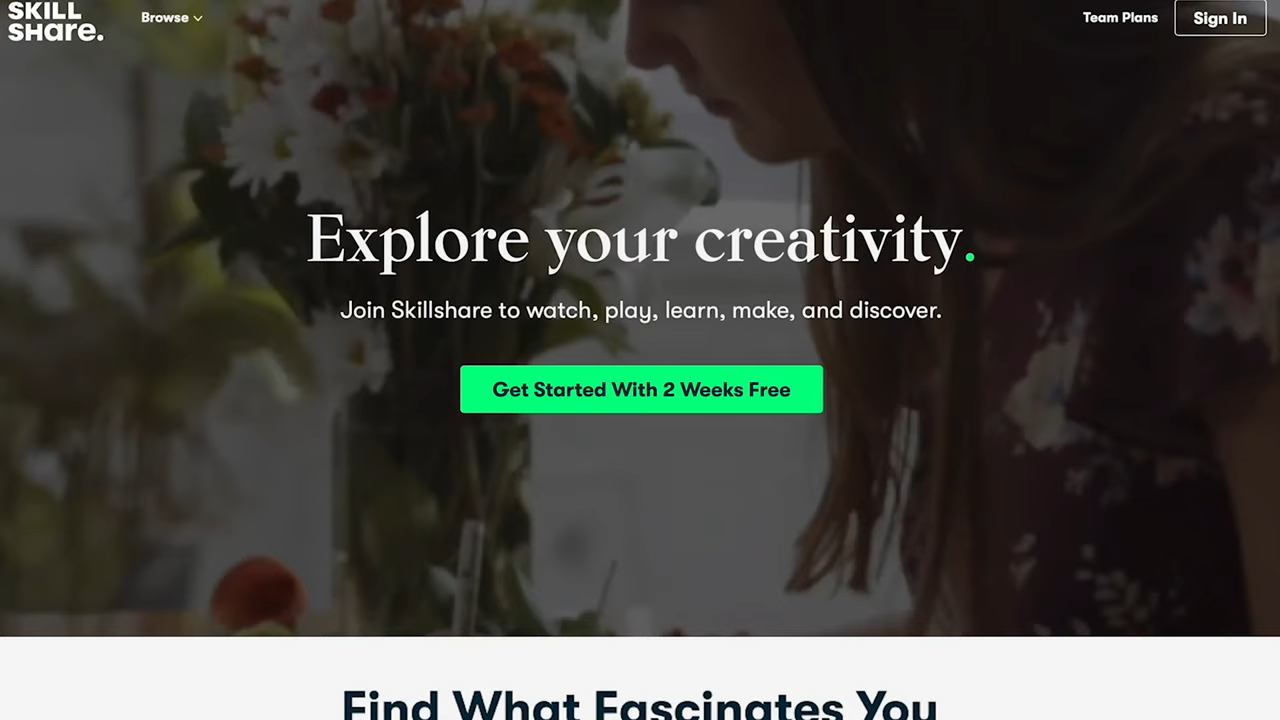 SKILL
SHare.
Browse
Team Plans
Sign In
Explore your creativity.
Join Skillshare to watch, play, learn, make, and discover.
Get Started With 2 Weeks Free
Find What Fascinates You